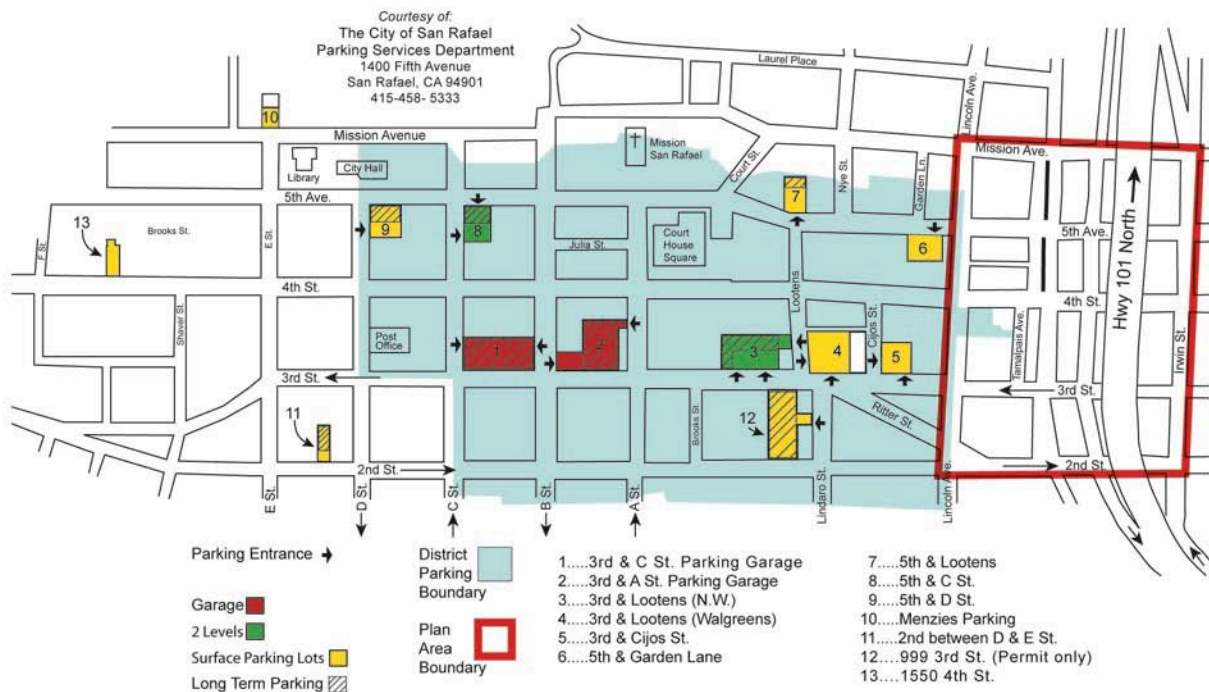 Courtesy of:
The City of San Rafael
Parking Services Department
1400 Fifth Avenue
San Rafael, CA 94901
415-458- 5333
Laurel Place
Lincoln Ave.
10
Mission Avenue
Mission
San Rafael
Court St.
Nye St.
Garden Ln.
Mission Ave.
Library
City Hall
5th Ave.
7
13
Brooks St.
F St.
E St.
9
8
Julia St.
Court
House
Square
6
5th Ave.
Hwy 101 North
4th St.
Lootens
4th St.
Shaver St.
Post
Office
1
2
3
4
Cijos St.
5
Tamalpais Ave.
Irwin St.
3rd St.
3rd St.
11
Brooks St.
12
Ritter St.
2nd St.
2nd St.
E St.
D St.
C St.
B St.
A St.
Lindaro St.
Lincoln Ave.
Parking Entrance
Garage
2 Levels
Surface Parking Lots
Long Term Parking
District
Parking
Boundary
Plan
Area
Boundary
1.....3rd & C St. Parking Garage
2.....3rd & A St. Parking Garage
3.....3rd & Lootens (N.W.)
4.....3rd & Lootens (Walgreens)
5.....3rd & Cijos St.
6.....5th & Garden Lane
7.....5th & Lootens
8.....5th & C St.
9.....5th & D St.
10.....Menzies Parking
11.....2nd between D & E St.
12....999 3rd St. (Permit only)
13....1550 4th St.